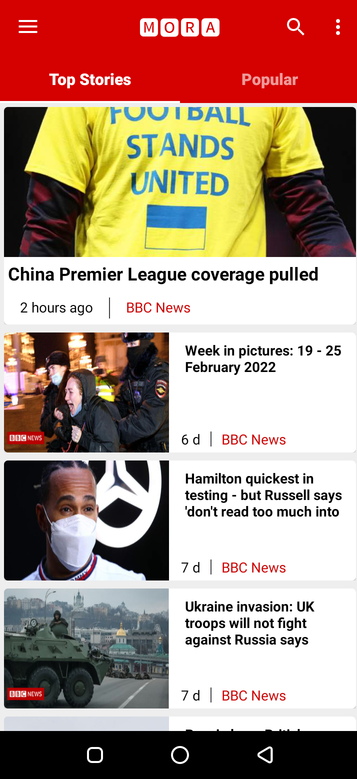 MORA
Top Stories
Popular
FOOTBALL
STANDS
UNITED
China Premier League coverage pulled
2 hours ago
BBC News
Week in pictures: 19 - 25
February 2022
BBC NEWS
6 d
BBC News
Hamilton quickest in
testing - but Russell says
'don't read too much into
7 d
BBC News
Ukraine invasion: UK
troops will not fight
against Russia says
BBC NEWS
7 d
BBC News